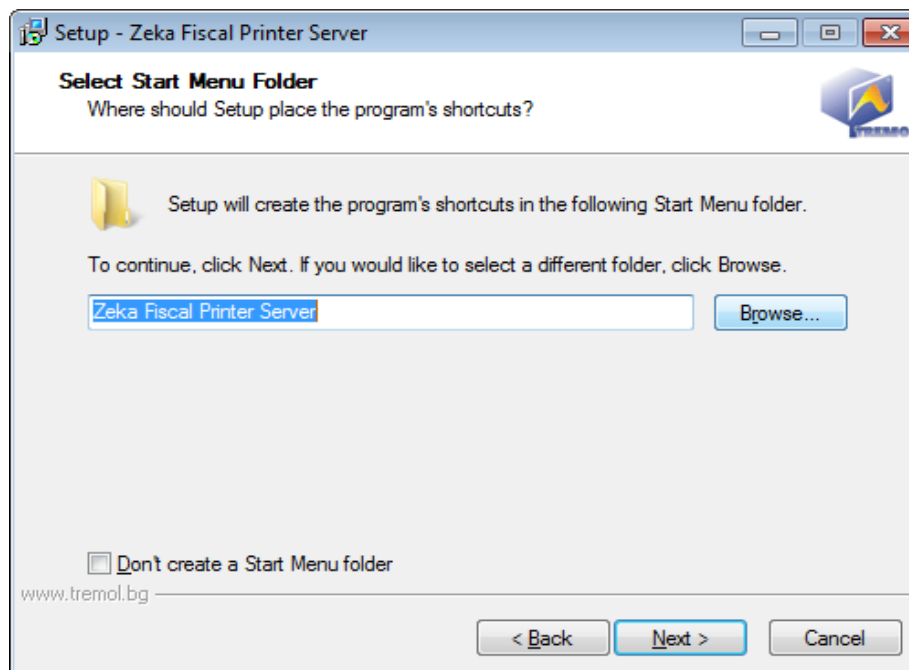 Setup - Zeka Fiscal Printer Server
Select Start Menu Folder
Where should Setup place the program's shortcuts?
TREMOL
Setup will create the program's shortcuts in the following Start Menu folder.
To continue, click Next. If you would like to select a different folder, click Browse.
Zeka Fiscal Printer Server
Browse...
Don't create a Start Menu folder
www.tremol.bg
< Back
Next >
Cancel